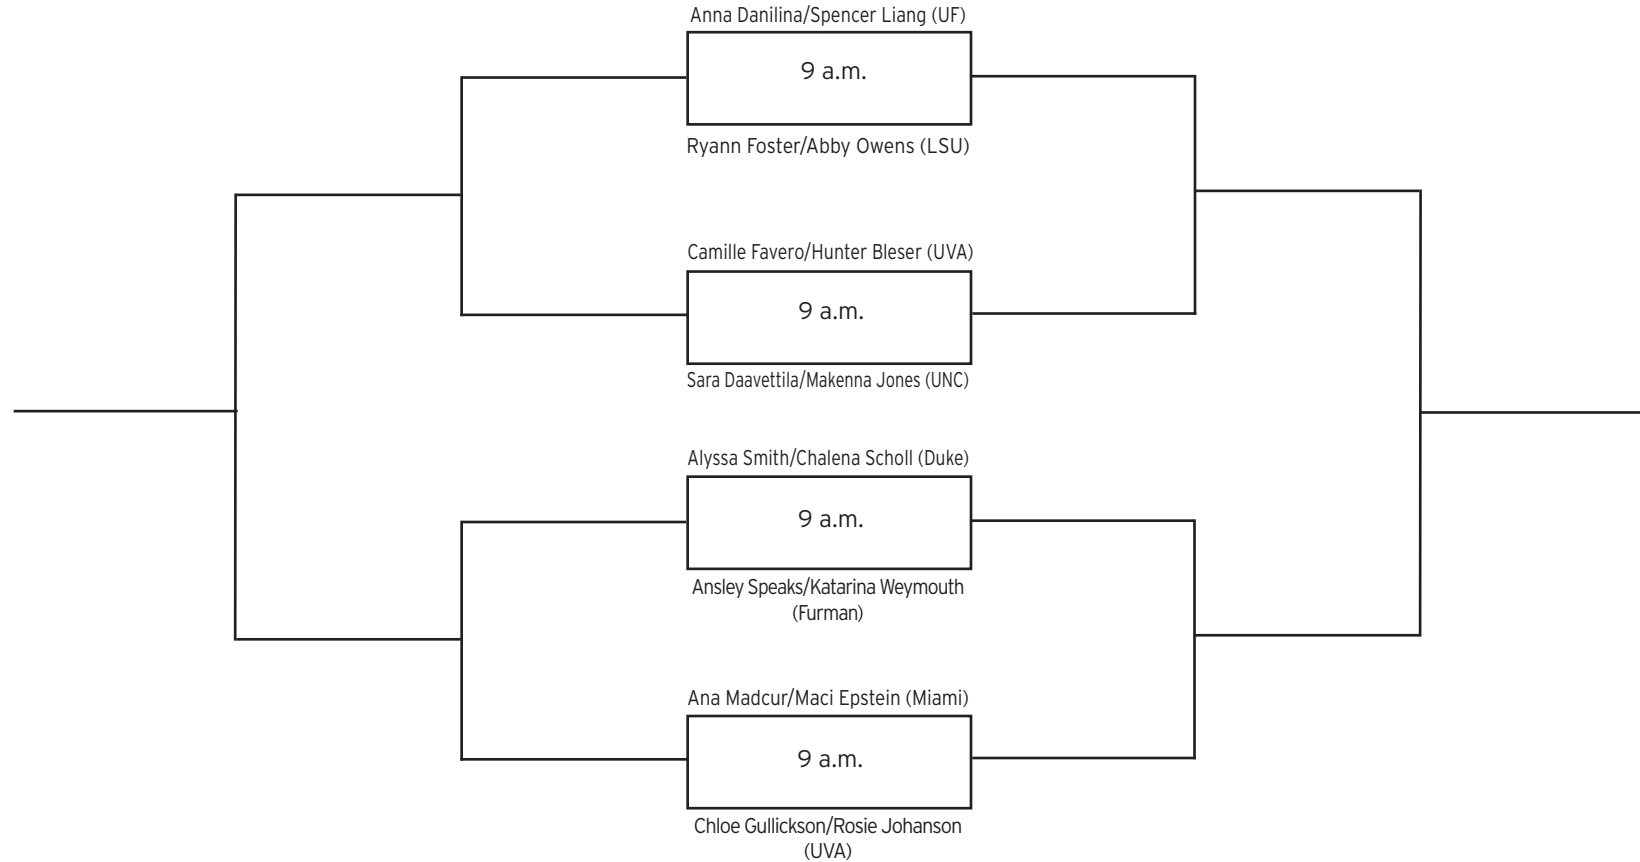 Anna Danilina/Spencer Liang (UF)
9 a.m.
Ryann Foster/Abby Owens (LSU)
Camille Favero/Hunter Bleser (UVA)
9 a.m.
Sara Daavettila/Makenna Jones (UNC)
Alyssa Smith/Chalena Scholl (Duke)
9 a.m.
Ansley Speaks/Katarina Weymouth
(Furman)
Ana Madcur/Maci Epstein (Miami)
9 a.m.
Chloe Gullickson/Rosie Johanson
(UVA)